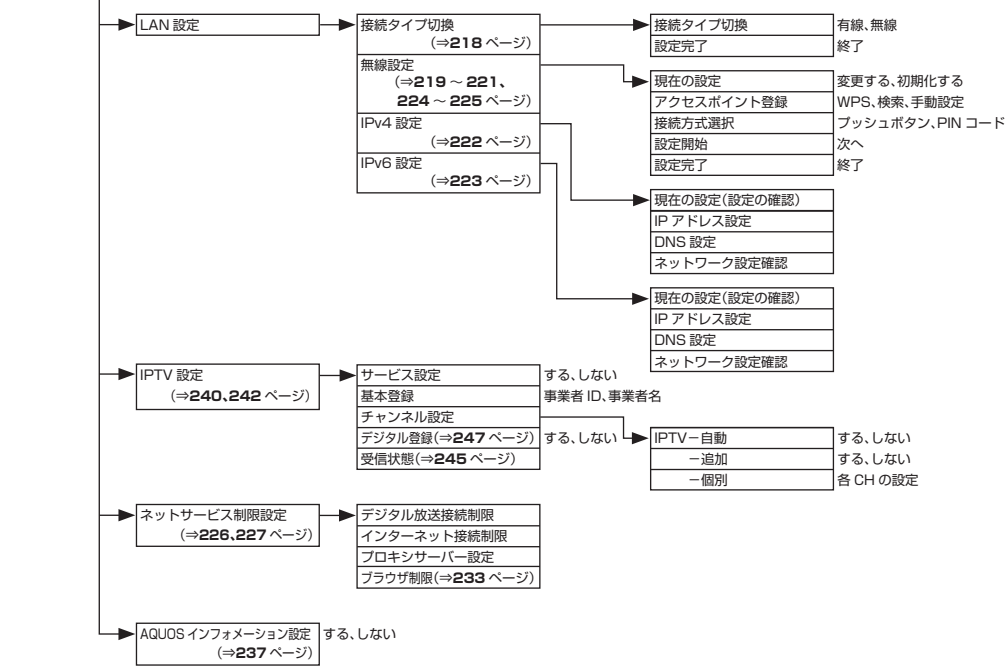 LAN 設定
接続タイプ切換
(⇒218 ページ)
無線設定
(⇒219 ～ 221、
224 ～ 225 ページ)
IPv4 設定
(⇒222 ページ)
IPv6 設定
(⇒223 ページ)
接続タイプ切換 有線、無線
設定完了 終了
現在の設定 変更する、初期化する
アクセスポイント登録 WPS、検索、手動設定
接続方式選択 プッシュボタン、PIN コード
設定開始 次へ
設定完了 終了
現在の設定(設定の確認)
IP アドレス設定
DNS 設定
ネットワーク設定確認
現在の設定(設定の確認)
IP アドレス設定
DNS 設定
ネットワーク設定確認
IPTV 設定
(⇒240、242 ページ)
サービス設定 する、しない
基本登録 事業者 ID、事業者名
チャンネル設定
デジタル登録(⇒247 ページ) する、しない
受信状態(⇒245 ページ)
IPTV－自動 する、しない
－追加 する、しない
－個別 各 CH の設定
ネットサービス制限設定
(⇒226、227 ページ)
デジタル放送接続制限
インターネット接続制限
プロキシサーバー設定
ブラウザ制限(⇒233 ページ)
AQUOS インフォメーション設定 する、しない
(⇒237 ページ)